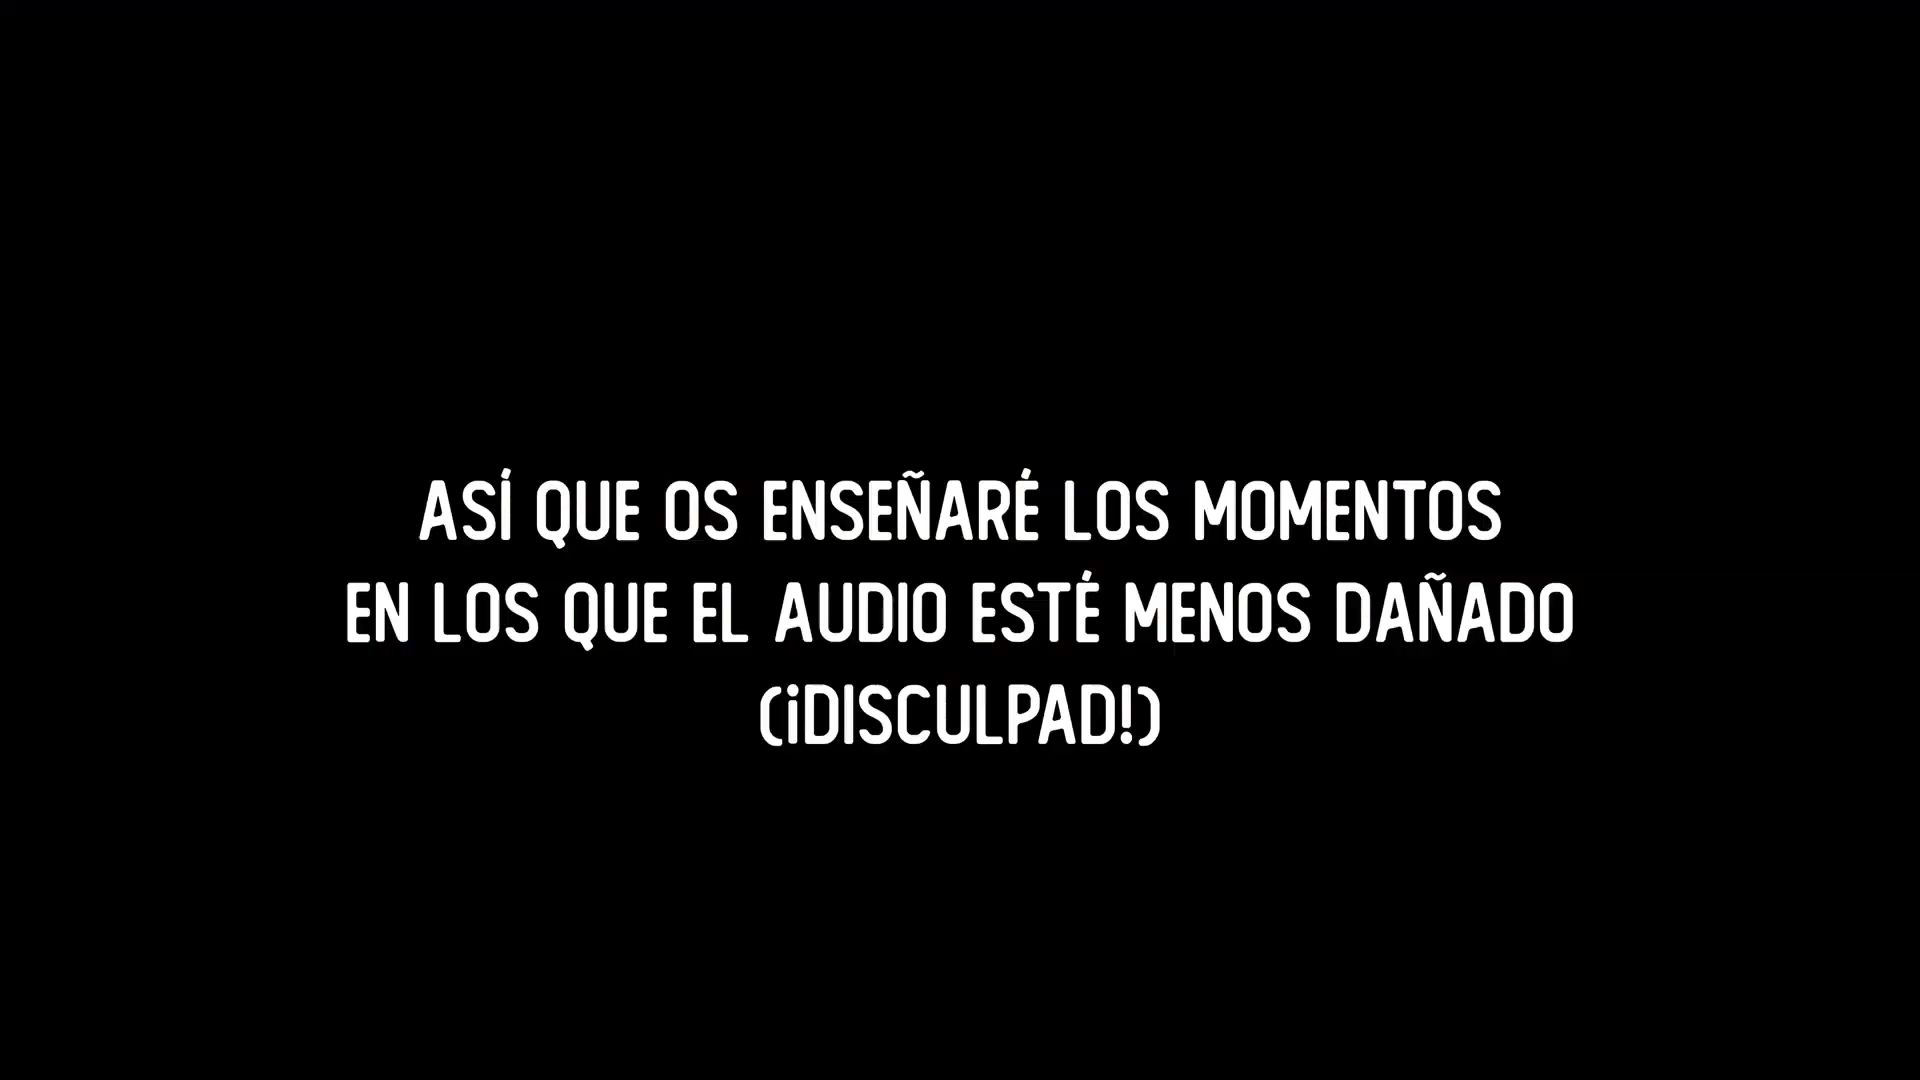 ASÍ QUE OS ENSEÑARÉ LOS MOMENTOS
EN LOS QUE EL AUDIO ESTÉ MENOS DAÑADO
(¡DISCULPAD!)